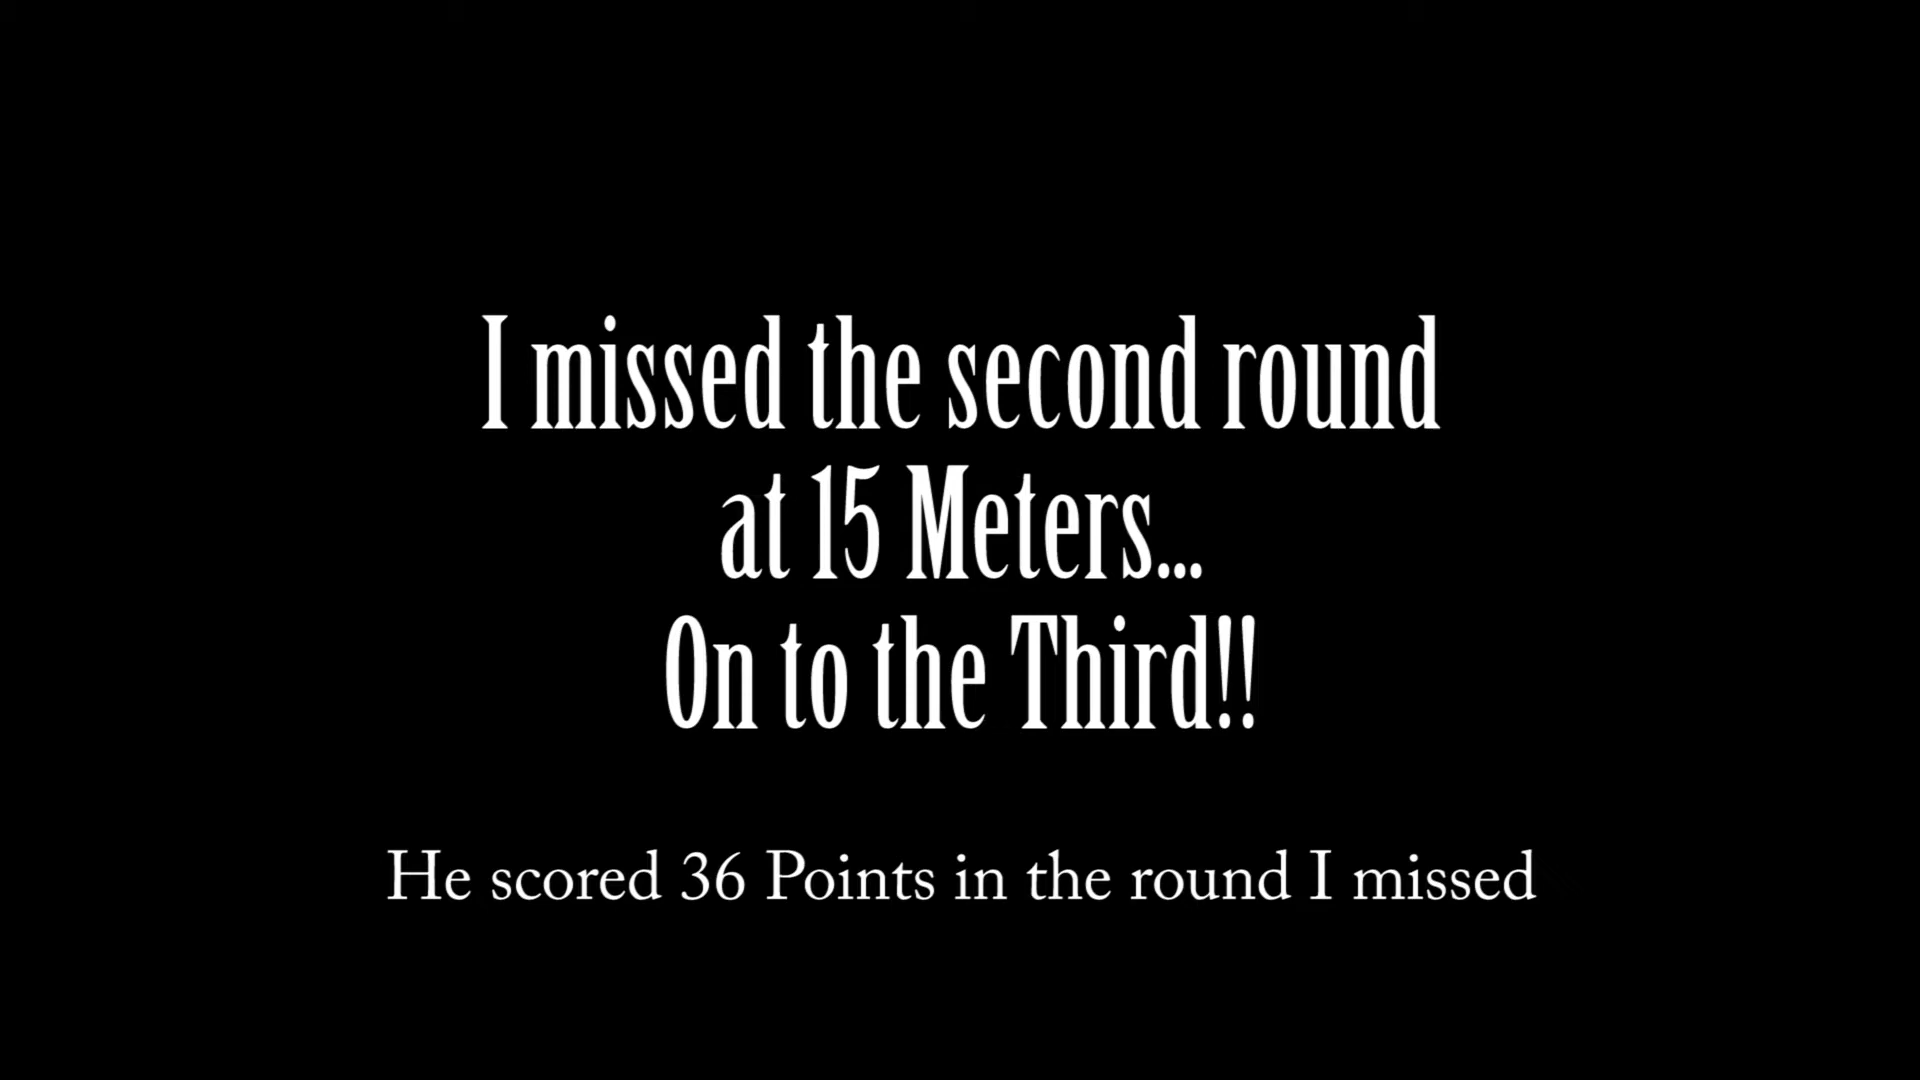 I missed the second round
at 15 Meters...
On to the Third!!
He scored 36 Points in the round I missed